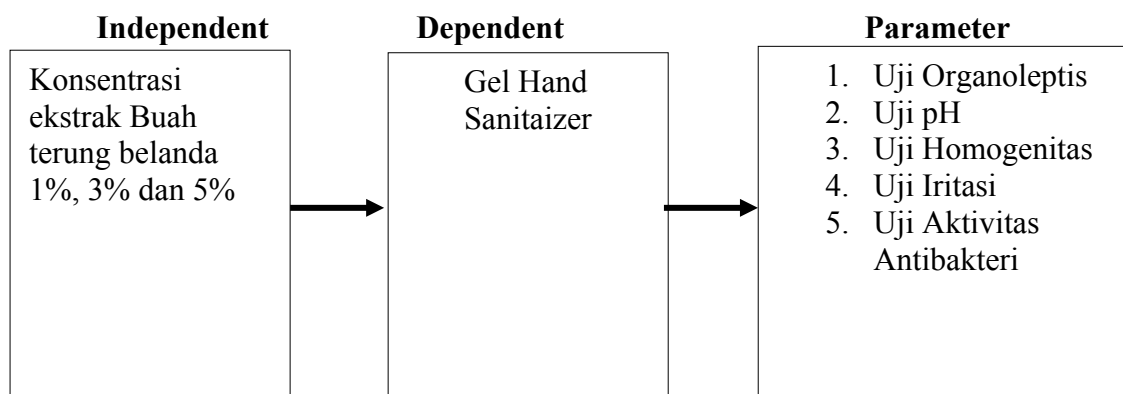 Independent
Dependent
Parameter
Konsentrasi
ekstrak Buah
terung belanda
1%, 3% dan 5%
Gel Hand
Sanitaizer
1. Uji Organoleptis
2. Uji pH
3. Uji Homogenitas
4. Uji Iritasi
5. Uji Aktivitas
Antibakteri